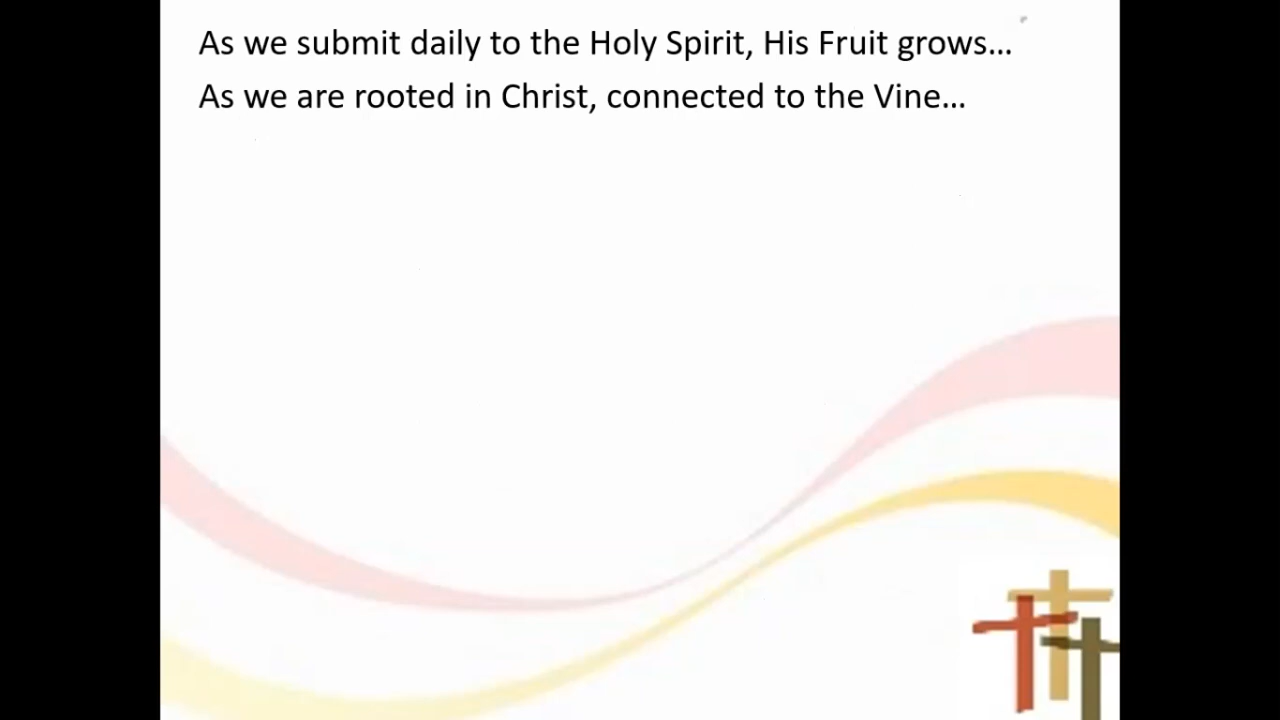 As we submit daily to the Holy Spirit, His Fruit grows…
As we are rooted in Christ, connected to the Vine…